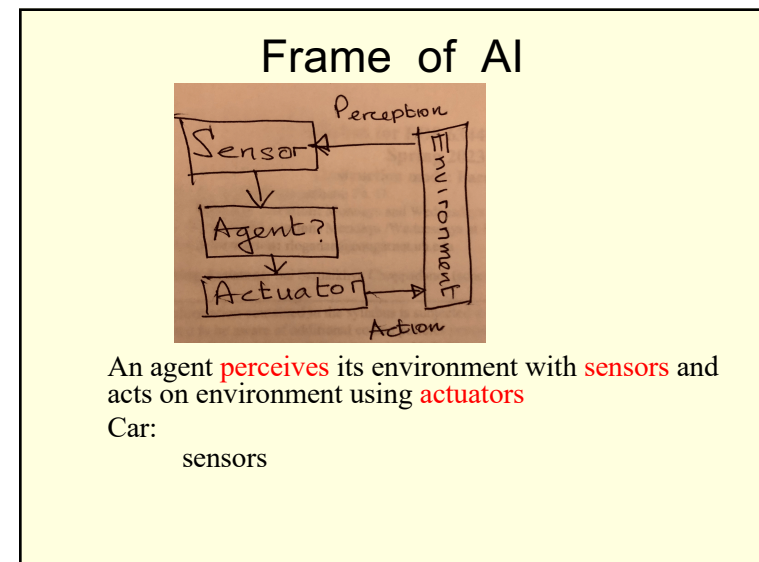 Frame of AI
Perception
Sensor
Environment
Agent?
Actuator
Action
An agent perceives its environment with sensors and
acts on environment using actuators
Car:
sensors